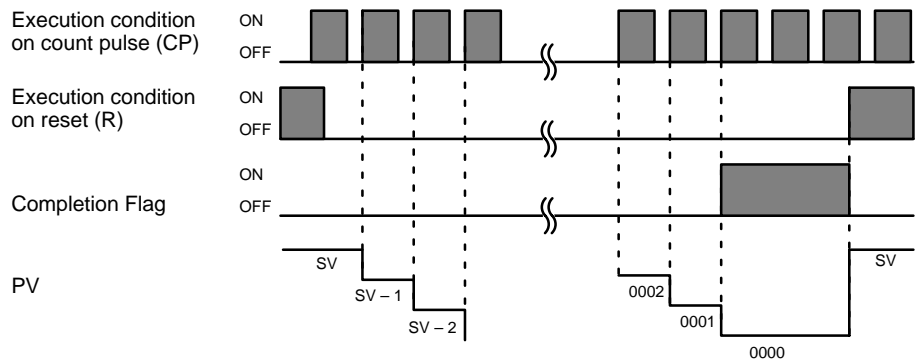 Execution condition
on count pulse (CP)
ON
OFF
Execution condition
on reset (R)
ON
OFF
Completion Flag
ON
OFF
PV
SV
SV – 1
SV – 2
0002
0001
0000
SV